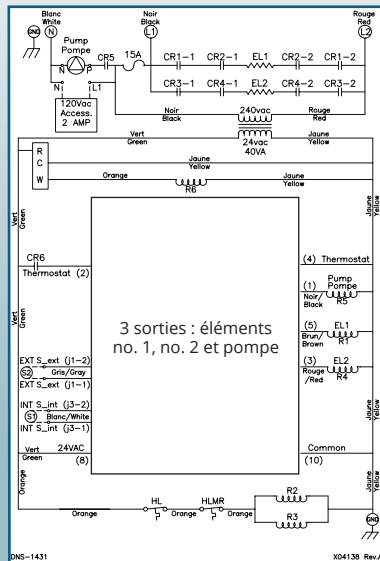 Blanc
White
GND
N
Pump
Pompe
N
P
CR5
15A
Noir
Black
L1
CR1-1
CR2-1
EL1
CR2-2
CR1-2
Rouge
Red
L2
CR3-1
CR4-1
EL2
CR4-2
CR3-2
N
L1
120Vac
Access.
2 AMP
Noir
Black
240vac
Rouge
Red
Vert
Green
24vac
40VA
Jaune
Yellow
R
C
W
Jaune
Yellow
Orange
R6
Jaune
Yellow
Vert
Green
Jaune
Yellow
CR6
Thermostat (2)
(4) Thermostat
3 sorties : éléments
no. 1, no. 2 et pompe
Pump
Pompe
(1)
Noir/
Black
R5
Vert
Green
Jaune
Yellow
(5)
EL1
Brun/
Brown
R1
(3)
EL2
Rouge
/Red
R4
EXT S_ext (j1-2)
S2
Gris/Gray
EXT S_ext (j1-1)
INT S_int (j3-2)
S1
Blanc/White
INT S_int (j3-1)
Jaune
Yellow
Vert
Green
24VAC
(8)
Common
(10)
Orange
Jaune
Yellow
HL
HLMR
R2
R3
Orange
Orange
Orange
Orange
GND
DNS-1431
X04138 Rev.A